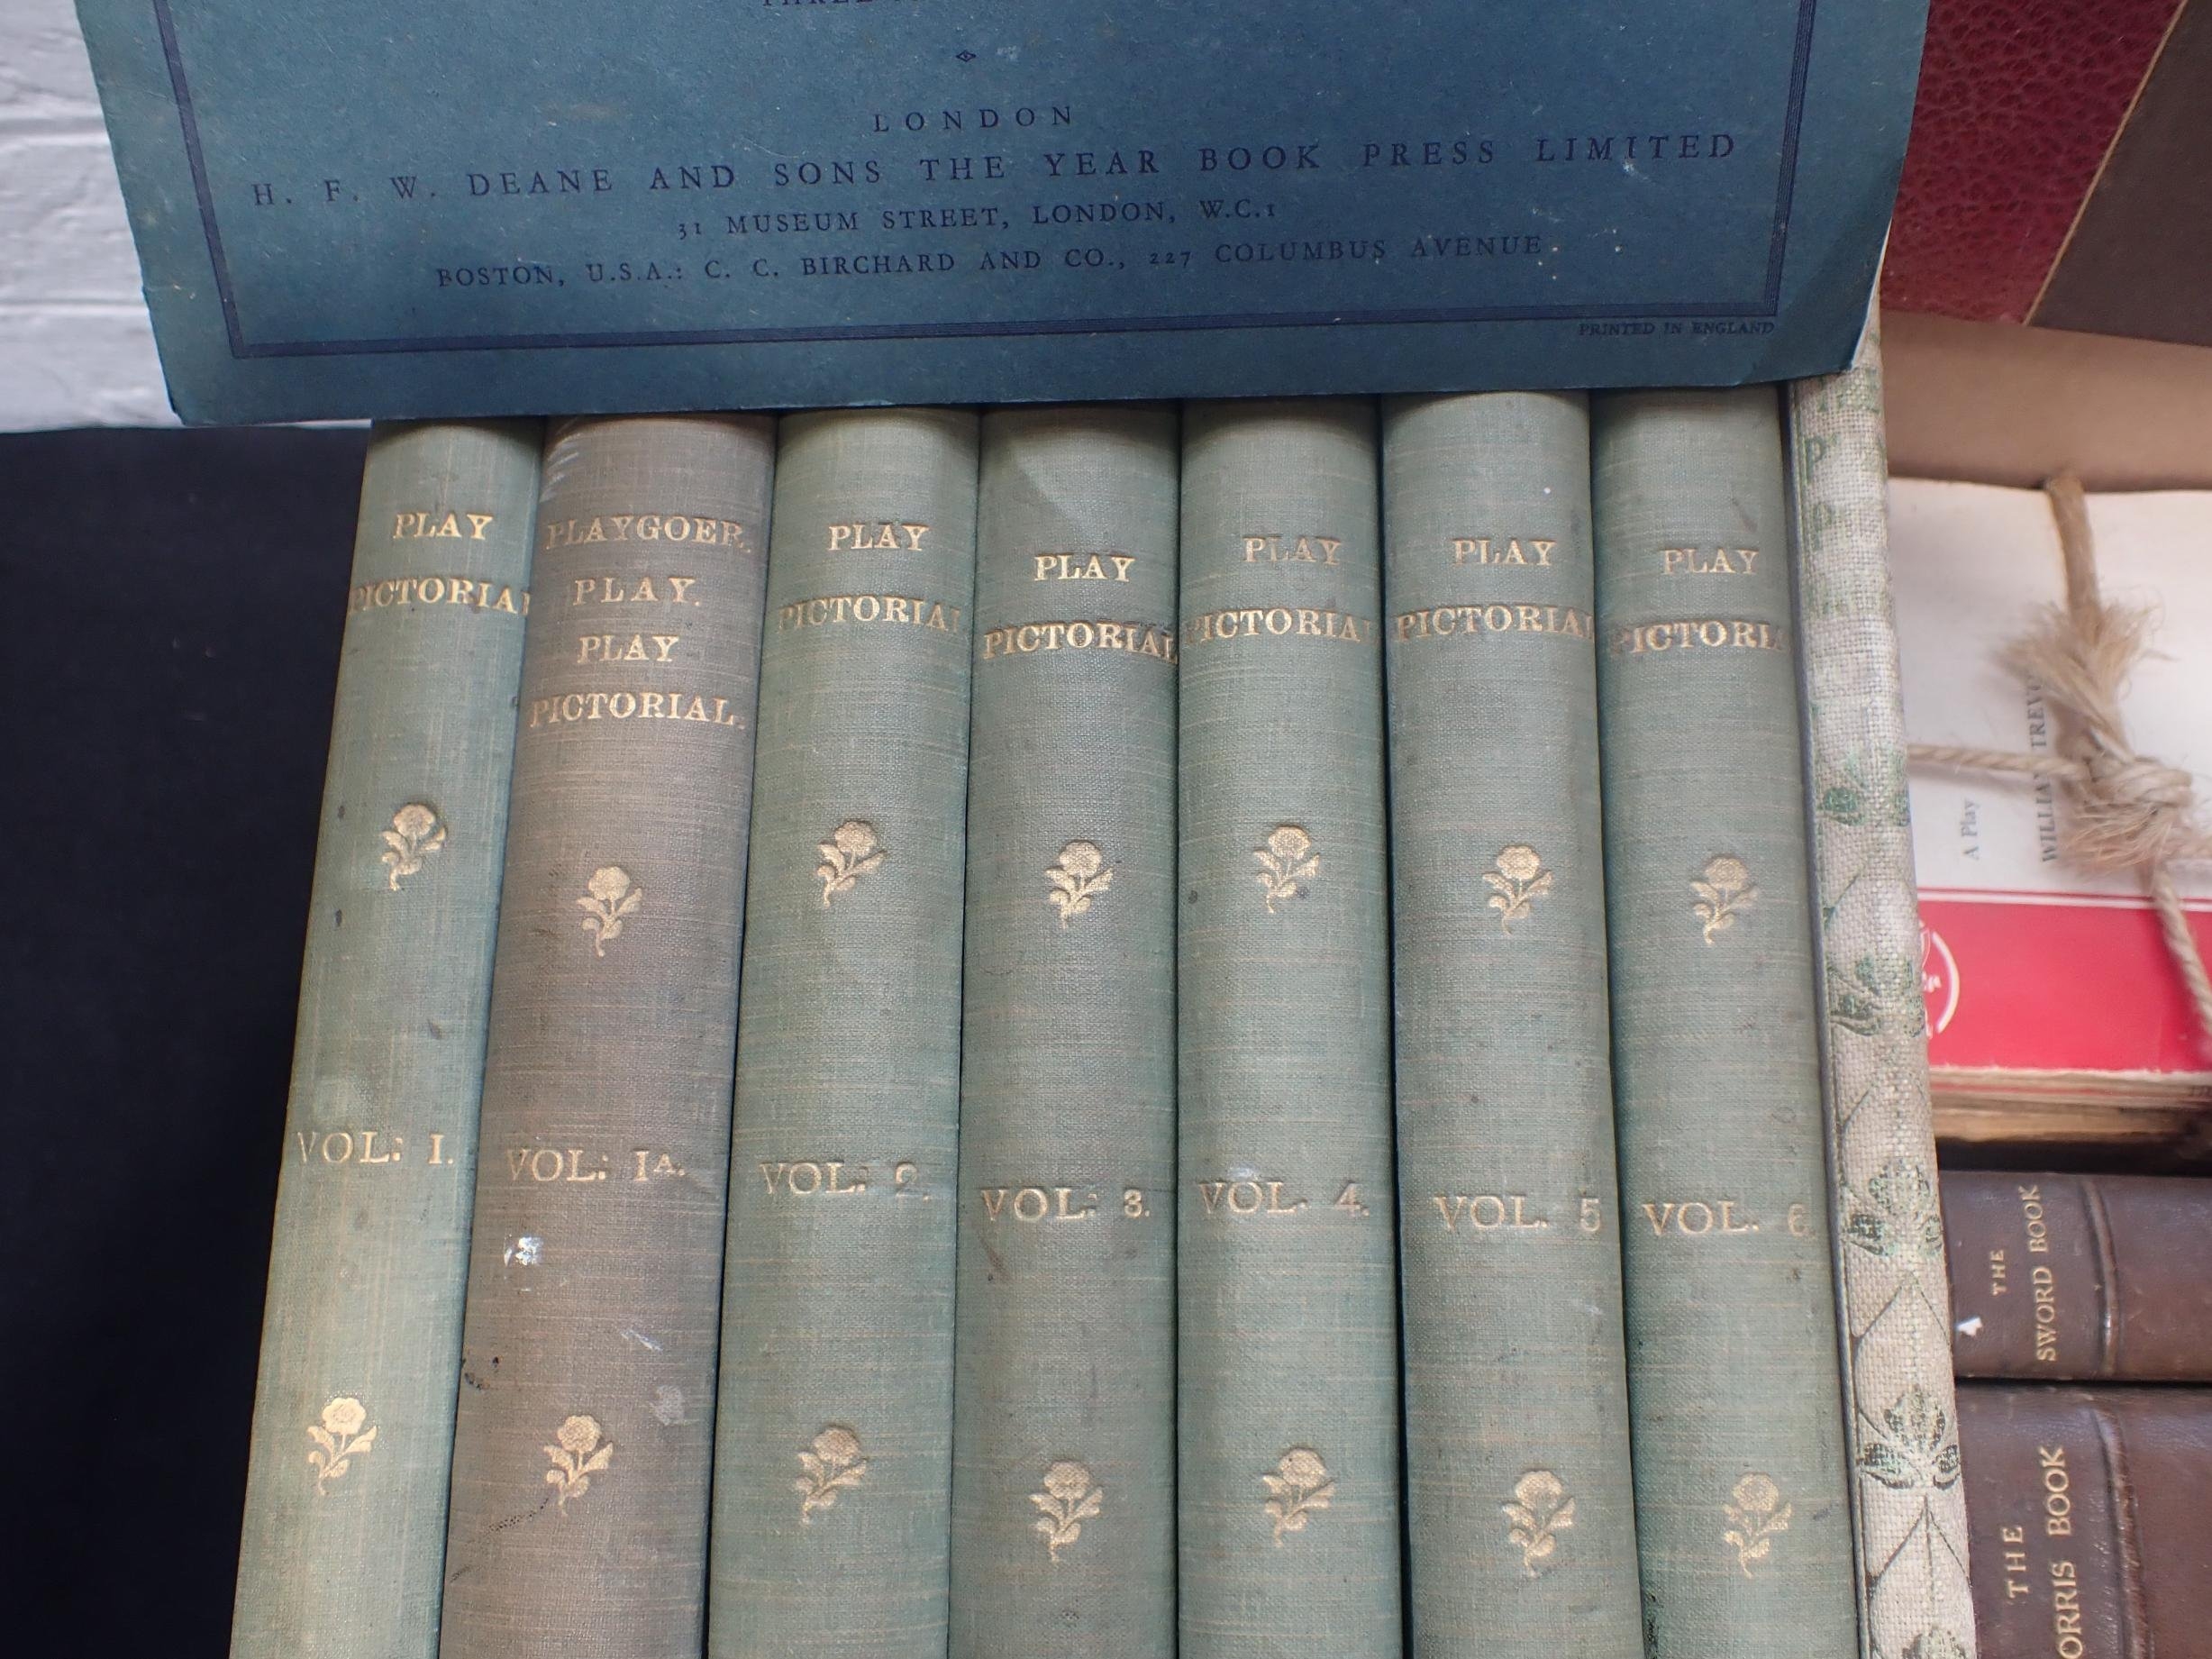 LONDON
H. F. W. DEANE AND SONS THE YEAR BOOK PRESS LIMITED
31 MUSEUM STREET, LONDON, W.C.1
BOSTON, U.S.A.: C. C. BIRCHARD AND CO., 227 COLUMBUS AVENUE
PRINTED IN ENGLAND
PLAY
PICTORIAL
VOL: 1.
PLAYGOER.
PLAY.
PLAY
PICTORIAL.
VOL: 1A.
PLAY
PICTORIAL
VOL: 2.
PLAY
PICTORIAL
VOL: 3.
PLAY
PICTORIAL
VOL. 4.
PLAY
PICTORIAL
VOL. 5
PLAY
PICTORIAL
VOL. 6
A Play
THE
SWORD BOOK
THE
BOOK